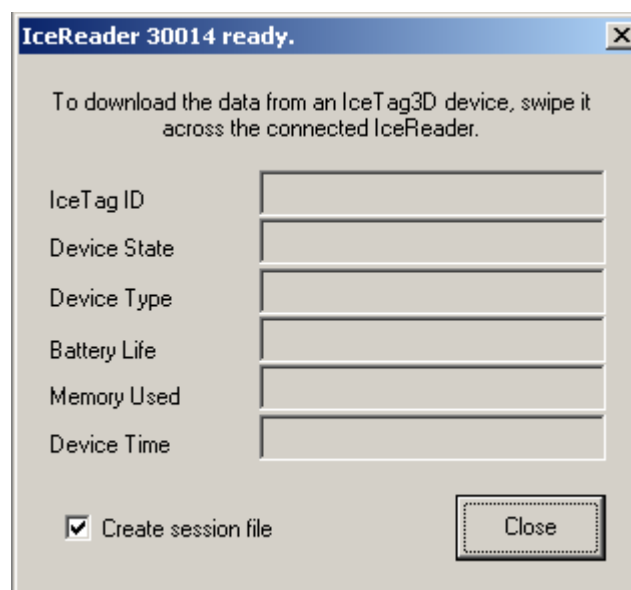 IceReader 30014 ready.
To download the data from an IceTag3D device, swipe it
across the connected IceReader.
IceTag ID
Device State
Device Type
Battery Life
Memory Used
Device Time
Create session file
Close